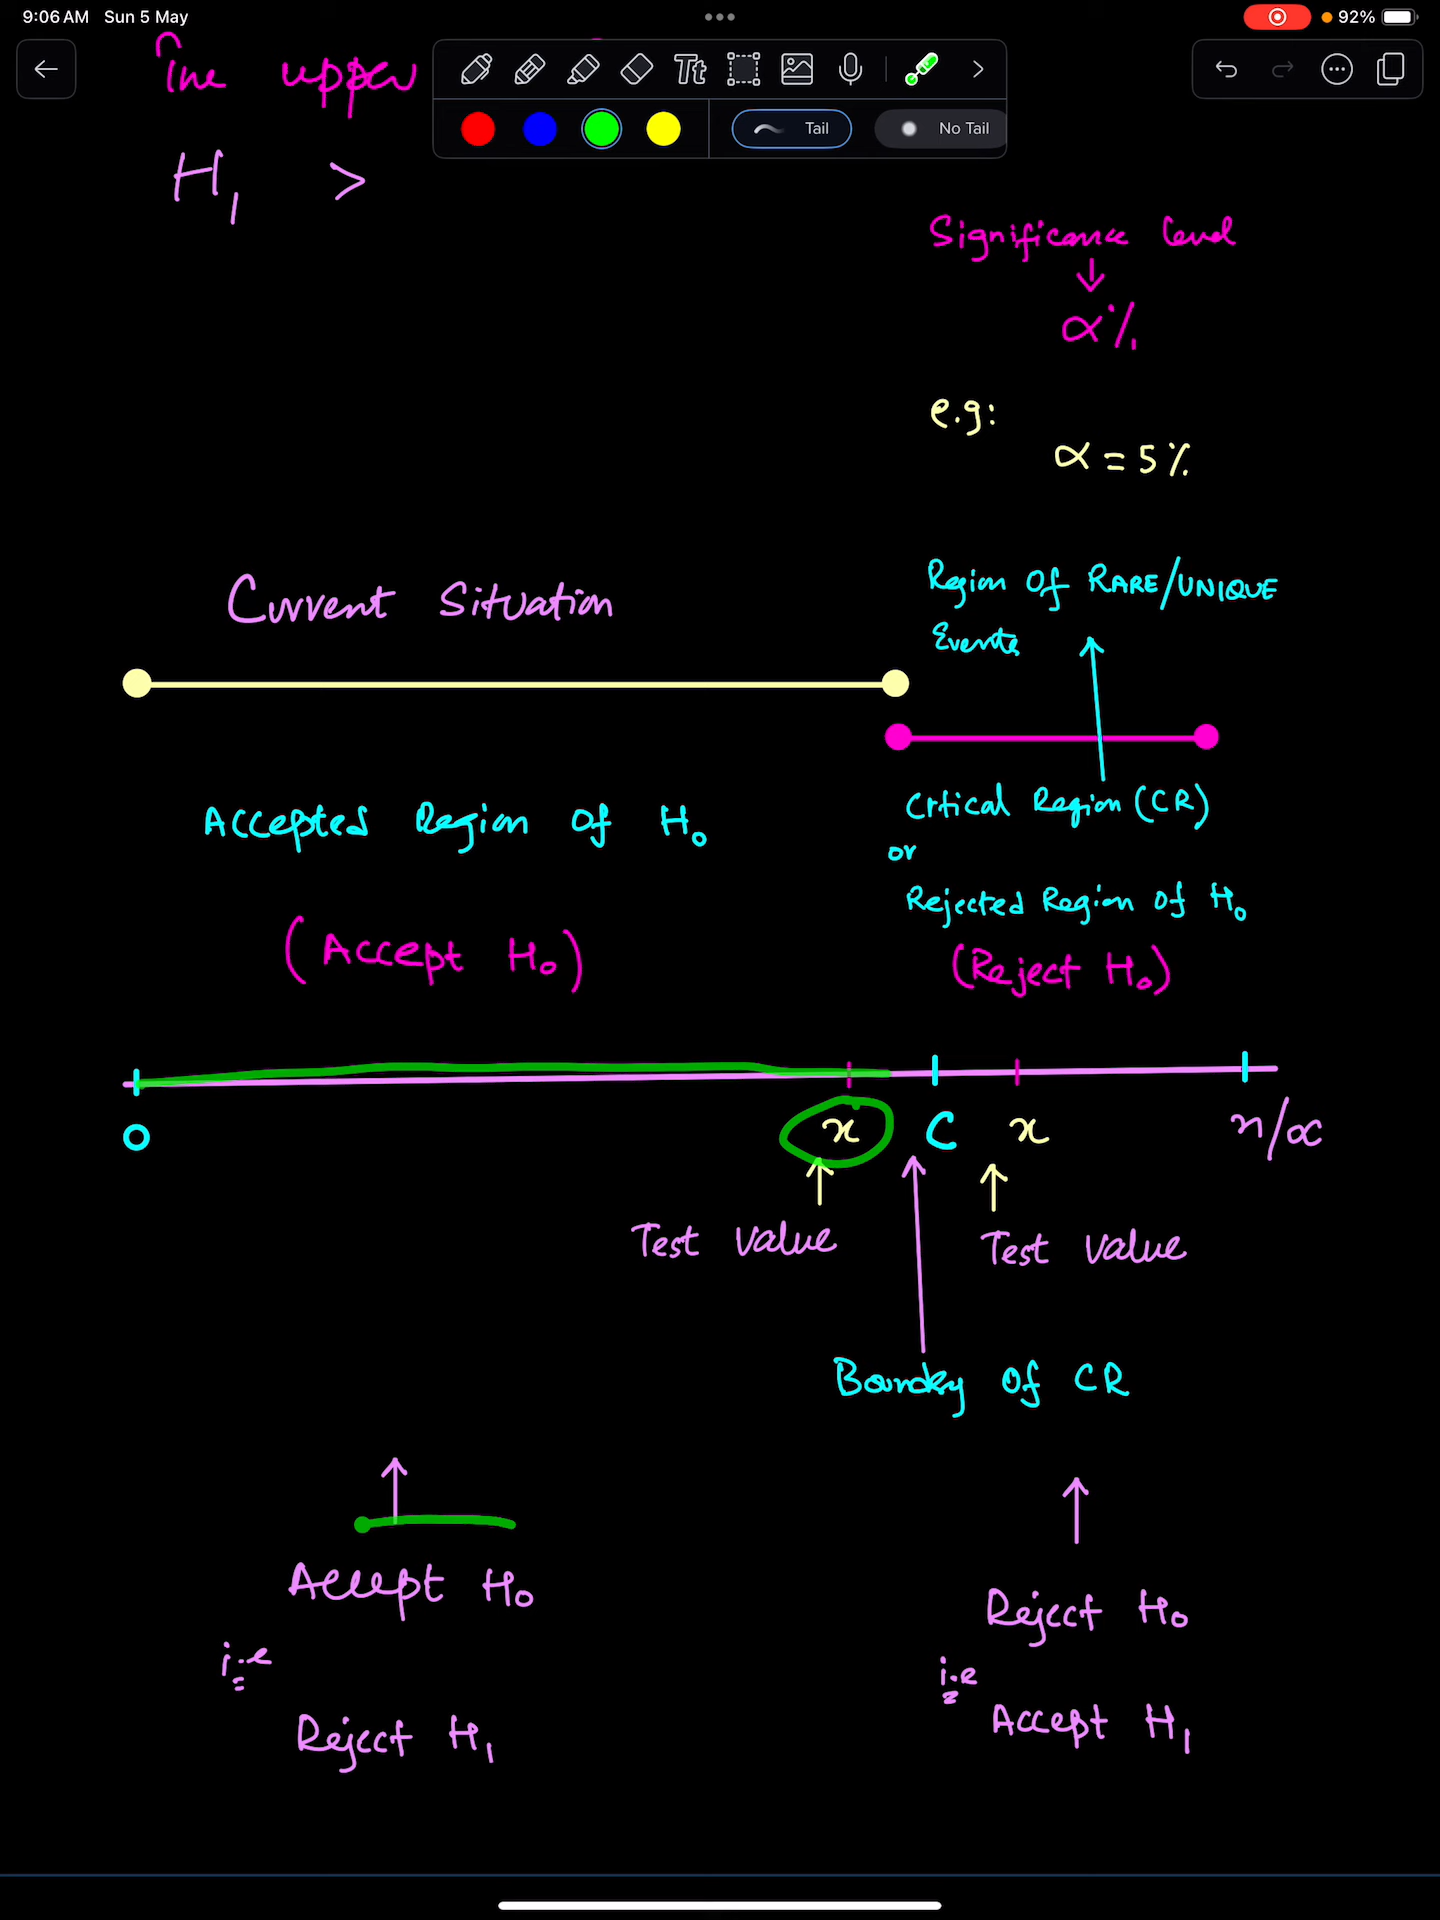 9:06 AM Sun 5 May
92%
The upper
Tt
Tail
No Tail
H₁ >
Significance level
α%
e.g:
α = 5%
Current Situation
Region Of RARE/UNIQUE
Events
Accepted Region Of H₀
Crtical Region (CR)
or
Rejected Region Of H₀
(Accept H₀)
(Reject H₀)
0 x C x n/∞
Test Value
Test Value
Boundry Of CR
Accept H₀
Reject H₀
i.e
i.e
Reject H₁
Accept H₁